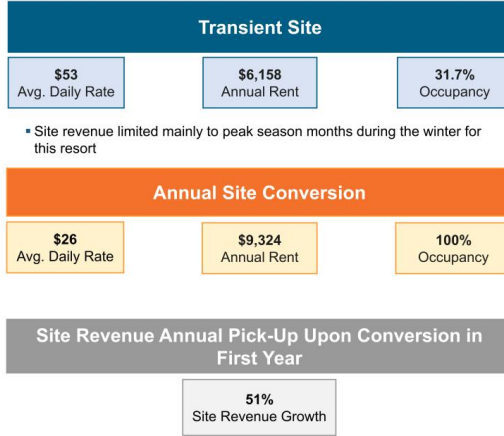 Transient Site
$53
Avg. Daily Rate
$6,158
Annual Rent
31.7%
Occupancy
▪ Site revenue limited mainly to peak season months during the winter for
this resort
Annual Site Conversion
$26
Avg. Daily Rate
$9,324
Annual Rent
100%
Occupancy
Site Revenue Annual Pick-Up Upon Conversion in
First Year
51%
Site Revenue Growth